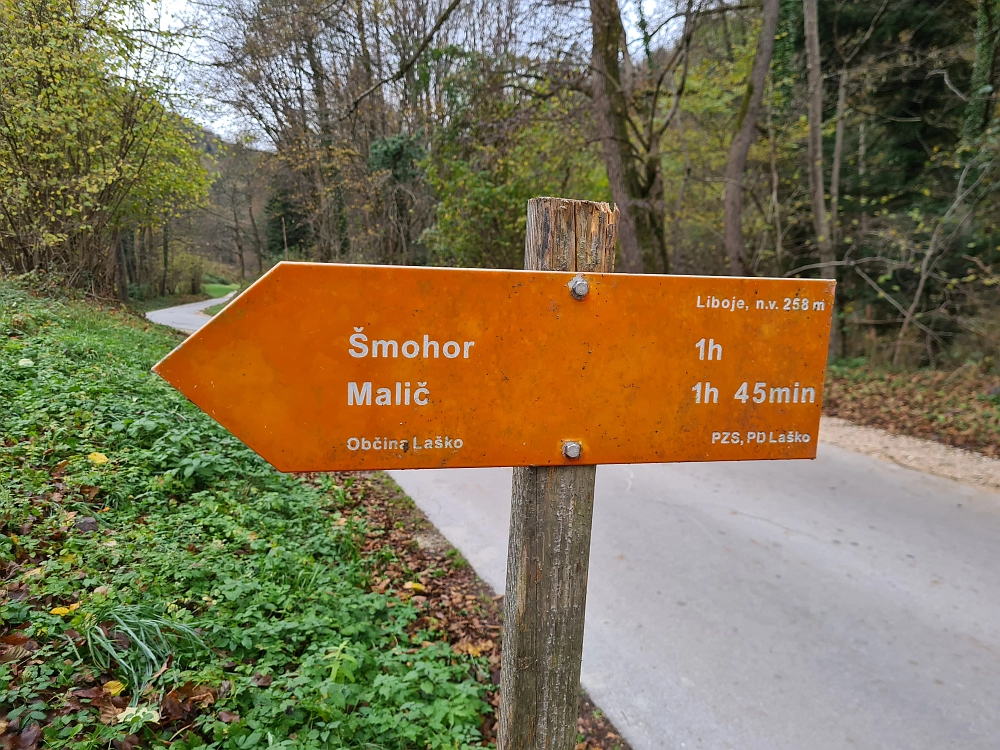 Liboje, n.v. 258 m
Šmohor 1h
Malič 1h 45min
Občina Laško PZS, PD Laško